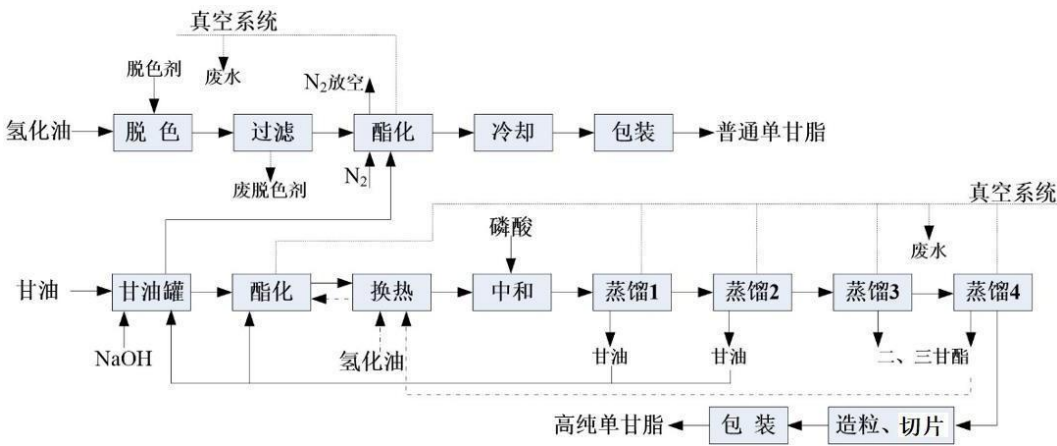 真空系统
脱色剂
废水
N₂放空
氢化油
脱 色
过滤
酯化
冷却
包装
普通单甘脂
废脱色剂
N₂
真空系统
磷酸
废水
甘油
甘油罐
酯化
换热
中和
蒸馏1
蒸馏2
蒸馏3
蒸馏4
NaOH
氢化油
甘油
甘油
二、三甘酯
高纯单甘脂
包 装
造粒、切片